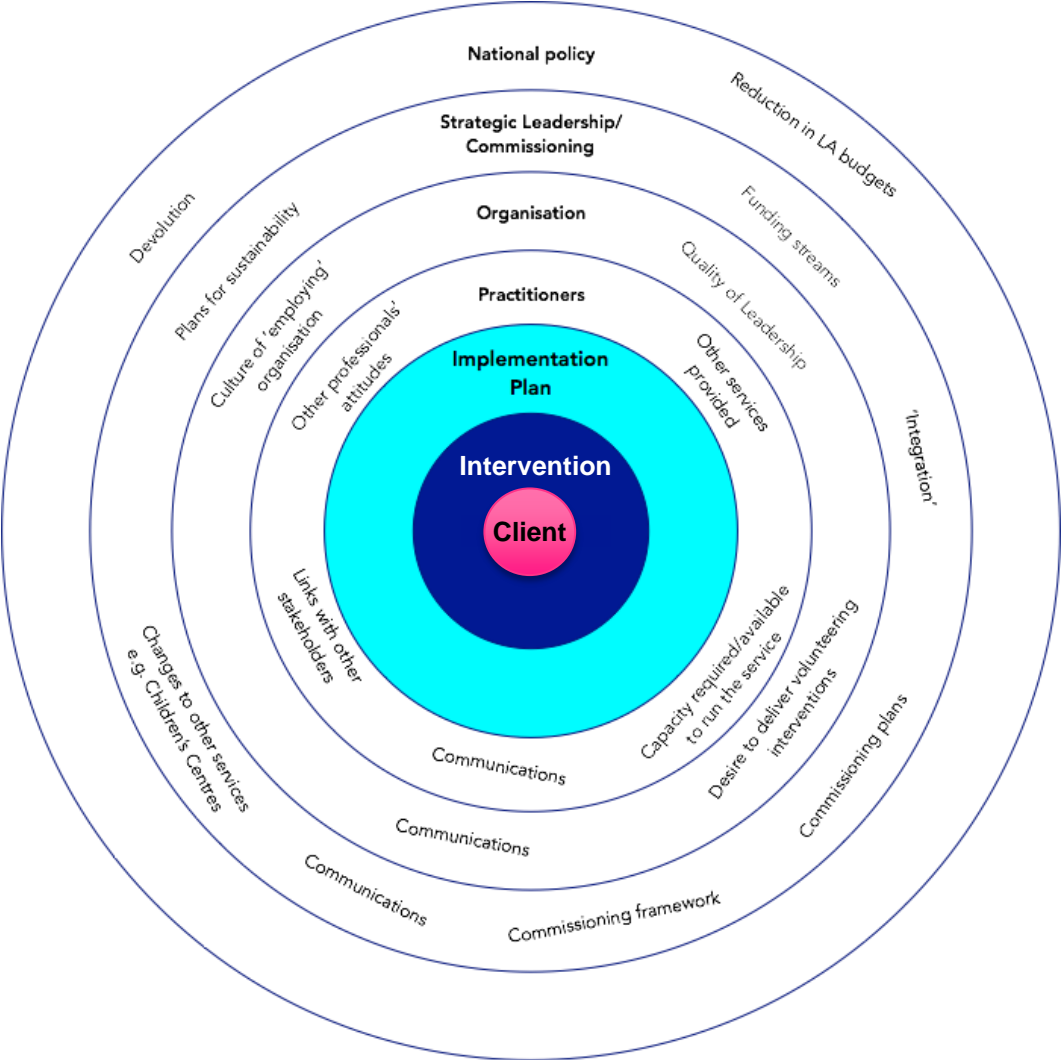 National policy
Reduction in LA budgets
Devolution
Strategic Leadership/
Commissioning
Funding streams
Plans for sustainability
'Integration'
Changes to other services
e.g. Children's Centres
Commissioning plans
Communications
Commissioning framework
Organisation
Quality of Leadership
Culture of 'employing'
organisation
Desire to deliver volunteering
interventions
Communications
Practitioners
Other services
provided
Other professionals'
attitudes
Links with other
stakeholders
Capacity required/available
to run the service
Communications
Implementation
Plan
Intervention
Client